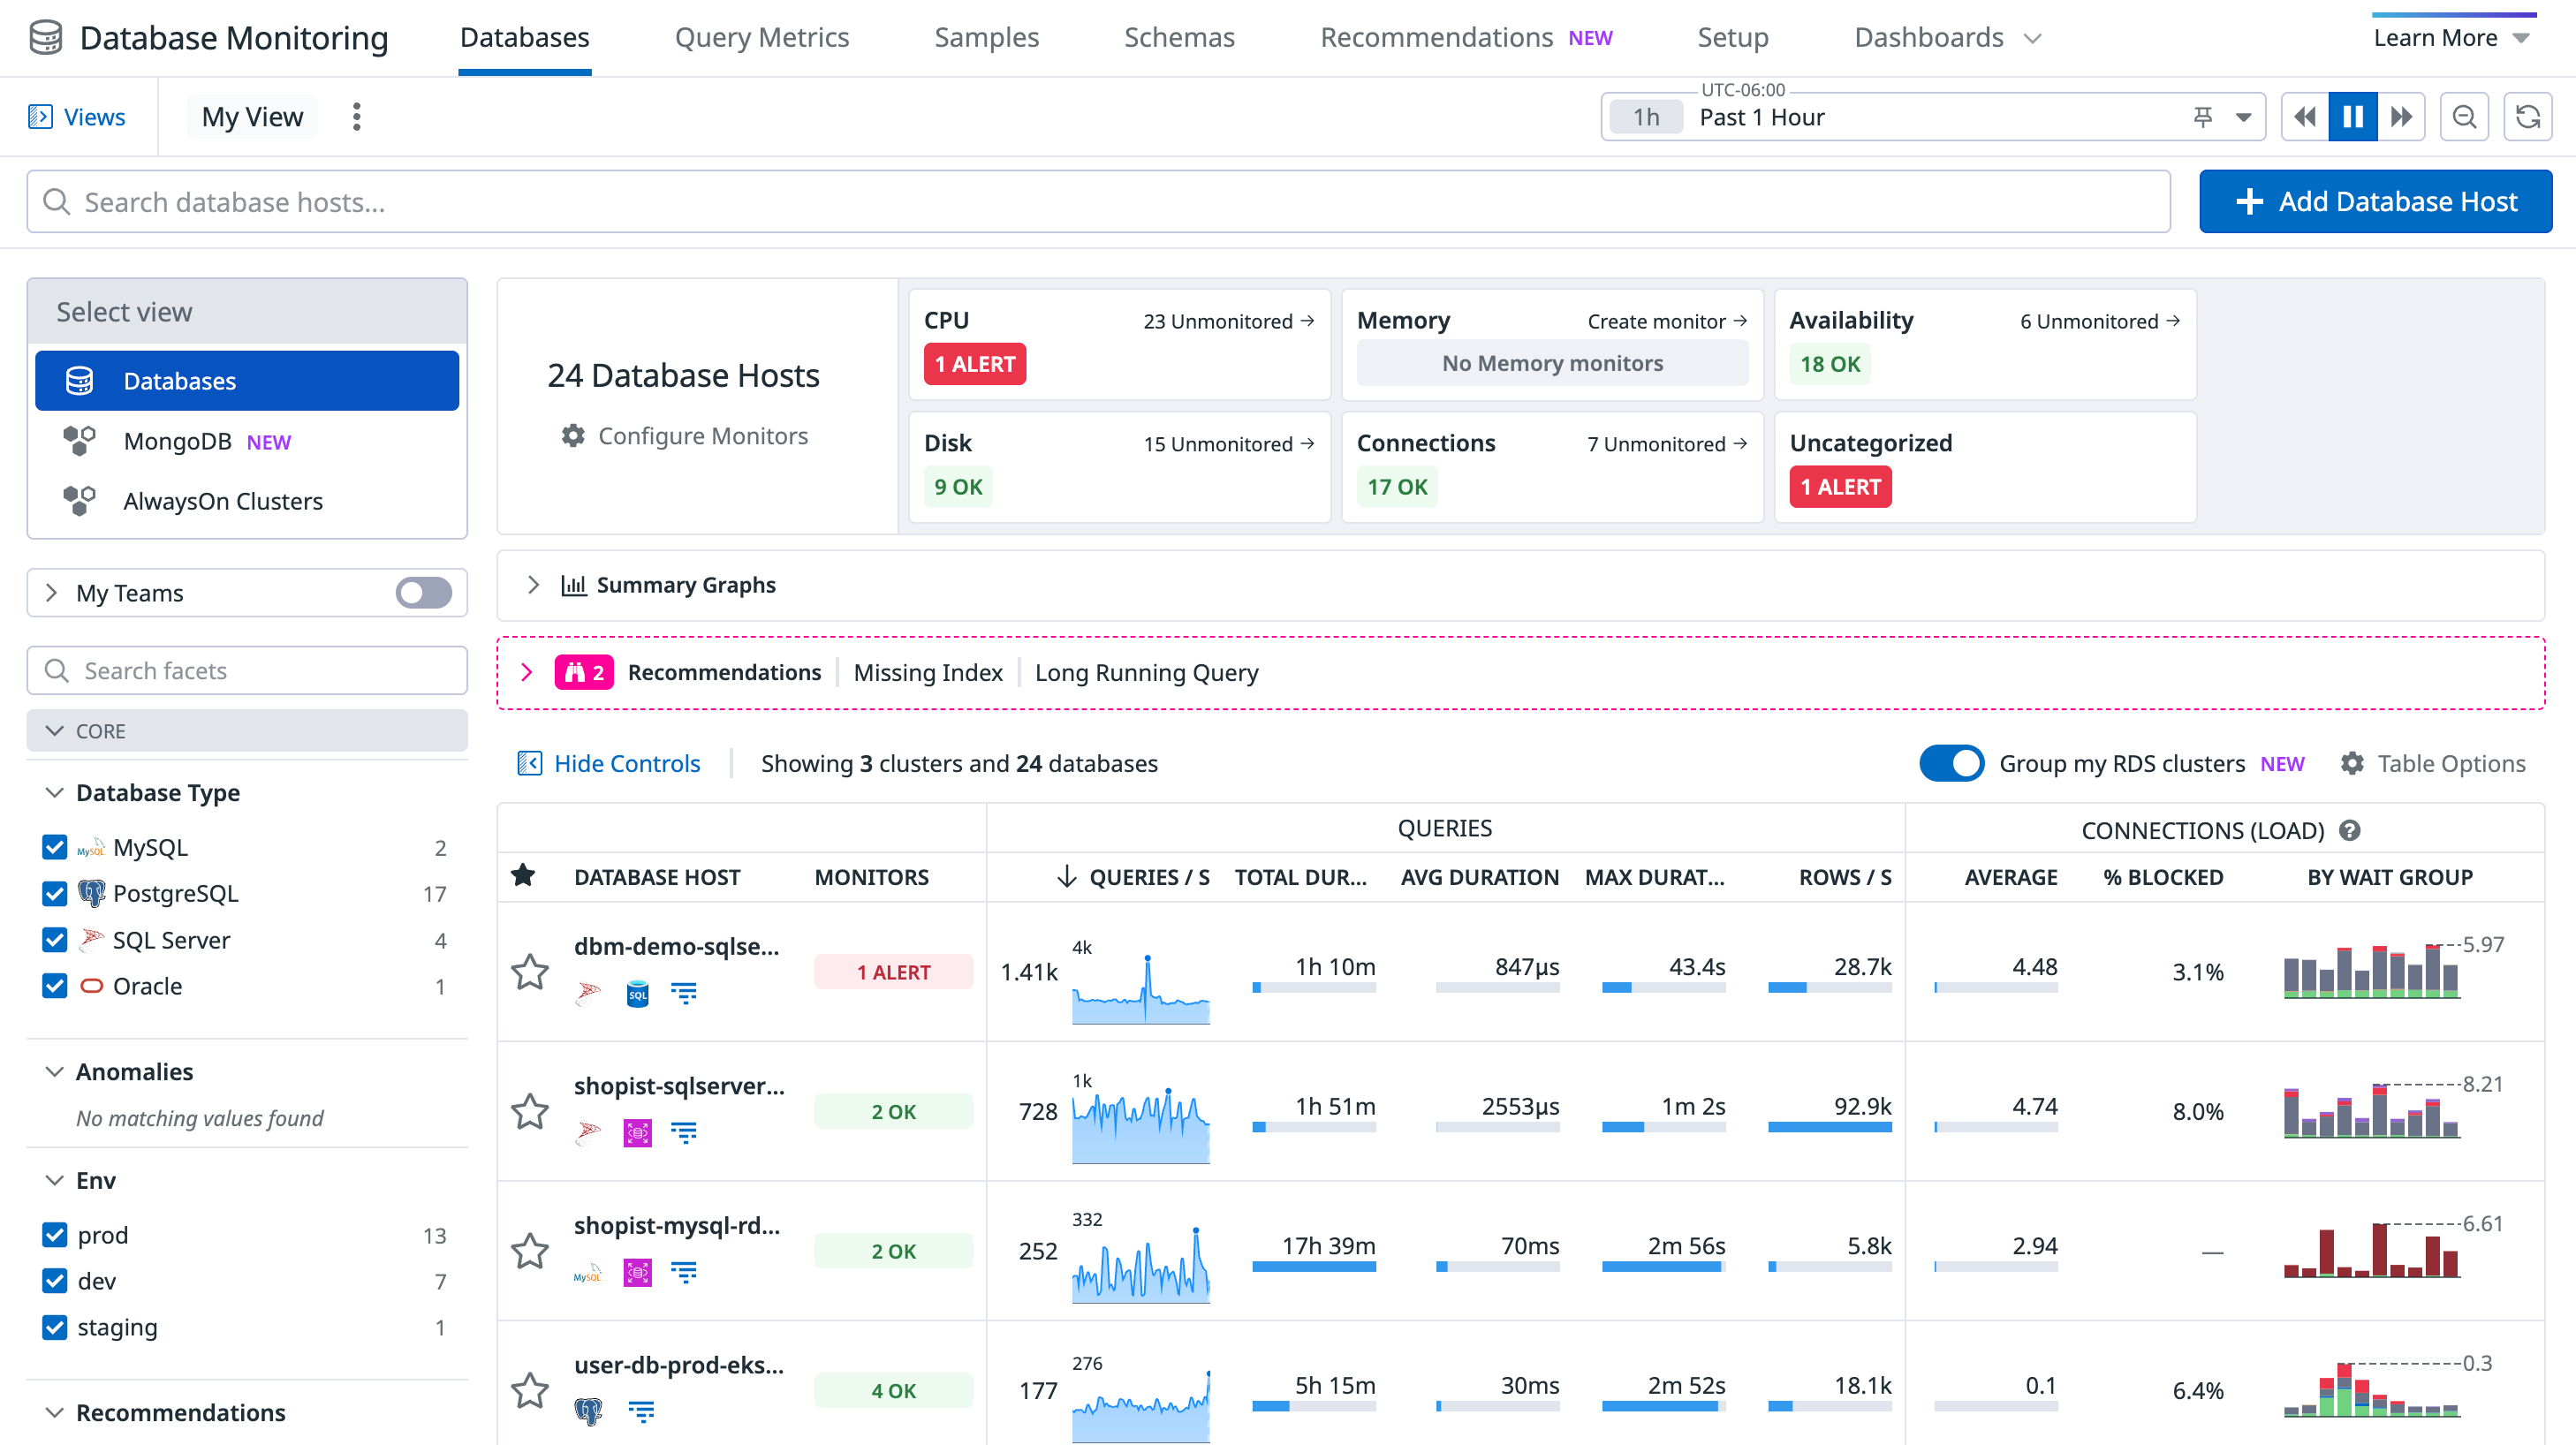 Database Monitoring Databases Query Metrics Samples Schemas Recommendations NEW Setup Dashboards Learn More
Views My View UTC-06:00 1h Past 1 Hour
Search database hosts... Add Database Host
Select view
Databases
MongoDB NEW
AlwaysOn Clusters
24 Database Hosts
Configure Monitors
CPU 23 Unmonitored →
1 ALERT
Memory Create monitor →
No Memory monitors
Availability 6 Unmonitored →
18 OK
Disk 15 Unmonitored →
9 OK
Connections 7 Unmonitored →
17 OK
Uncategorized
1 ALERT
My Teams
Search facets
CORE
Database Type
MySQL MySQL 2
PostgreSQL 17
SQL Server 4
Oracle 1
Anomalies
No matching values found
Env
prod 13
dev 7
staging 1
Recommendations
Summary Graphs
2 Recommendations Missing Index Long Running Query
Hide Controls Showing 3 clusters and 24 databases Group my RDS clusters NEW Table Options
QUERIES CONNECTIONS (LOAD) ?
DATABASE HOST MONITORS ↓ QUERIES / S TOTAL DUR... AVG DURATION MAX DURAT... ROWS / S AVERAGE % BLOCKED BY WAIT GROUP
dbm-demo-sqlse... SQL 1 ALERT 1.41k 4k 1h 10m 847µs 43.4s 28.7k 4.48 3.1% 5.97
shopist-sqlserver... 2 OK 728 1k 1h 51m 2553µs 1m 2s 92.9k 4.74 8.0% 8.21
shopist-mysql-rd... MySQL 2 OK 252 332 17h 39m 70ms 2m 56s 5.8k 2.94 — 6.61
user-db-prod-eks... 4 OK 177 276 5h 15m 30ms 2m 52s 18.1k 0.1 6.4% 0.3